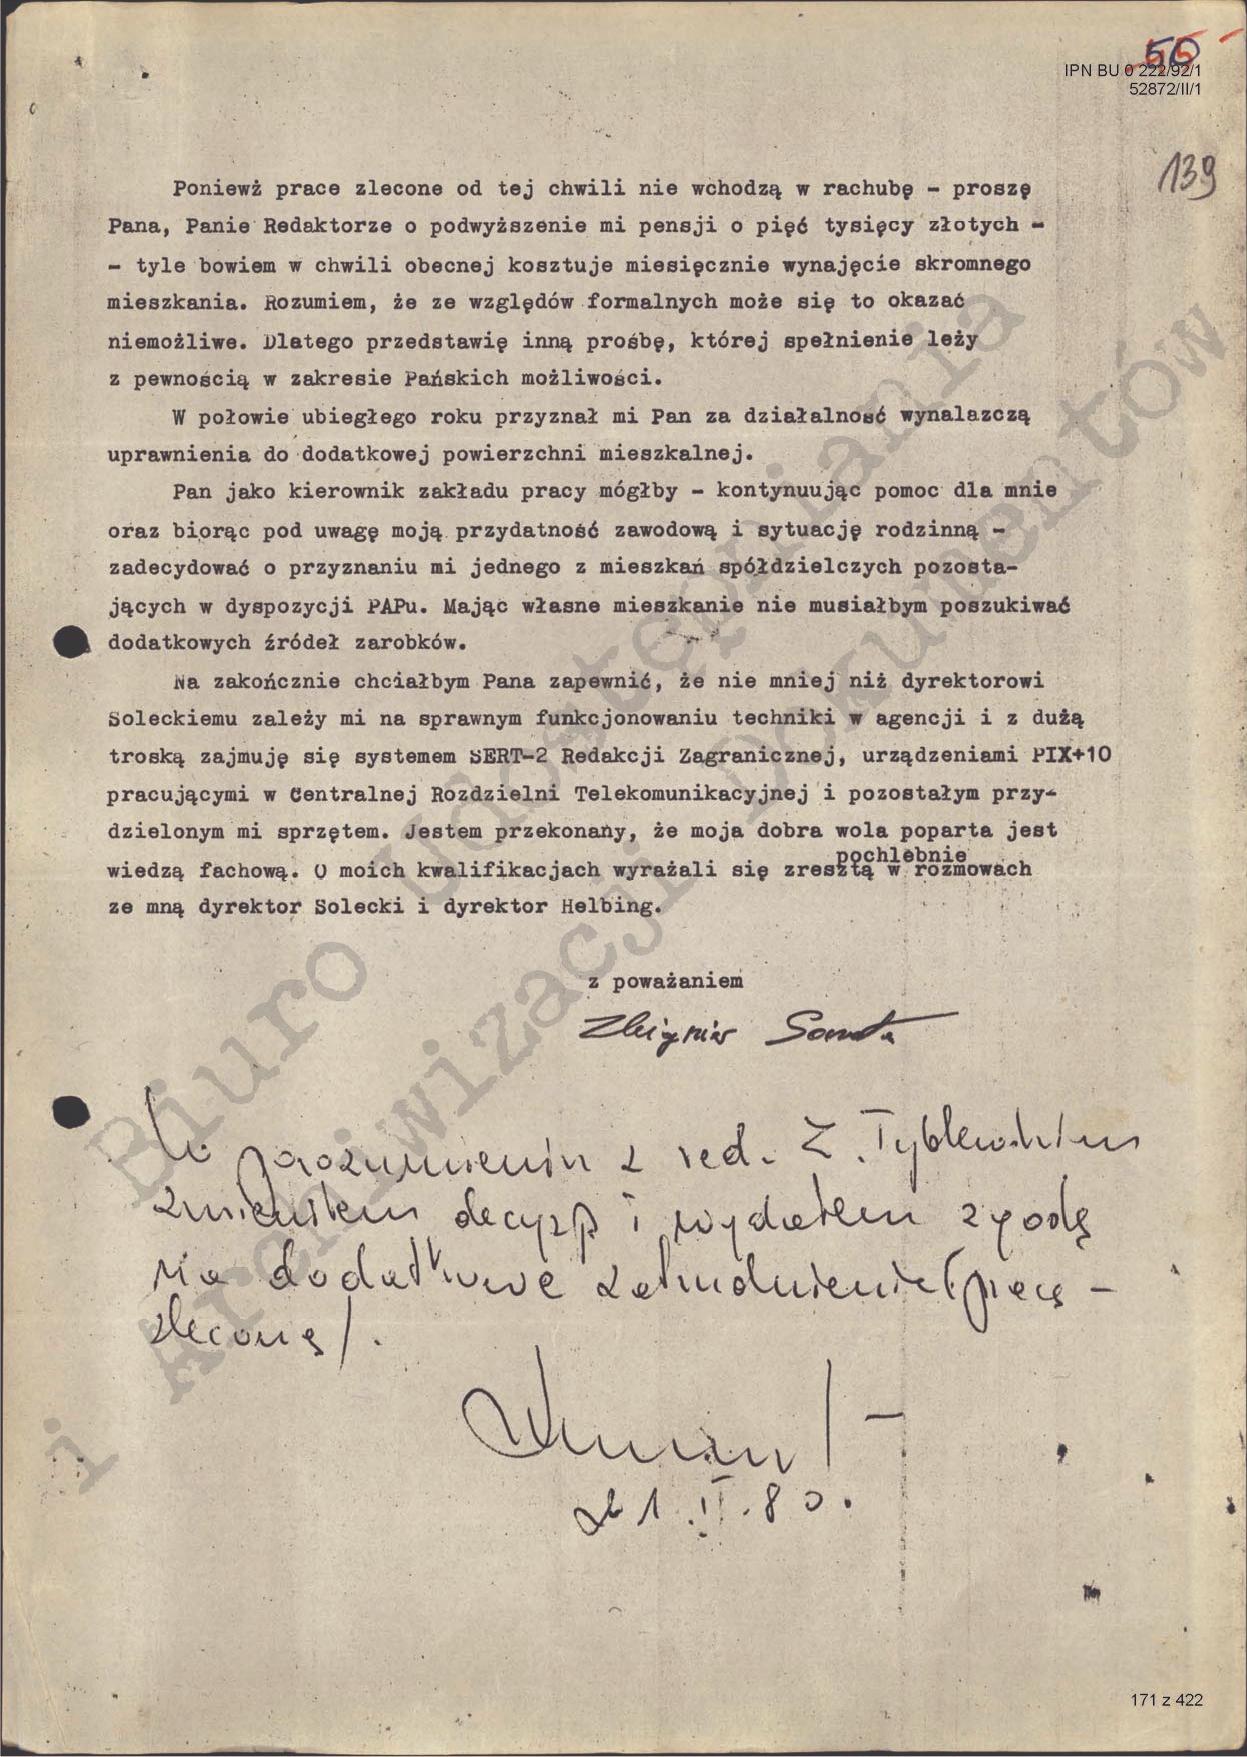 50
IPN BU 0 222/92/1
52872/II/1
139
Poniewż prace zlecone od tej chwili nie wchodzą w rachubę - proszę
Pana, Panie Redaktorze o podwyższenie mi pensji o pięć tysięcy złotych -
- tyle bowiem w chwili obecnej kosztuje miesięcznie wynajęcie skromnego
mieszkania. Rozumiem, że ze względów formalnych może się to okazać
niemożliwe. Dlatego przedstawię inną prośbę, której spełnienie leży
z pewnością w zakresie Pańskich możliwości.
W połowie ubiegłego roku przyznał mi Pan za działalność wynalazczą
uprawnienia do dodatkowej powierzchni mieszkalnej.
Pan jako kierownik zakładu pracy mógłby - kontynuując pomoc dla mnie
oraz biorąc pod uwagę moją przydatność zawodową i sytuację rodzinną -
zadecydować o przyznaniu mi jednego z mieszkań spółdzielczych pozosta-
jących w dyspozycji PAPu. Mając własne mieszkanie nie musiałbym poszukiwać
dodatkowych źródeł zarobków.
Na zakończnie chciałbym Pana zapewnić, że nie mniej niż dyrektorowi
Soleckiemu zależy mi na sprawnym funkcjonowaniu techniki w agencji i z dużą
troską zajmuję się systemem SERT-2 Redakcji Zagranicznej, urządzeniami PIX+10
pracującymi w Centralnej Rozdzielni Telekomunikacyjnej i pozostałym przy-
dzielonym mi sprzętem. Jestem przekonany, że moja dobra wola poparta jest
pochlebnie
wiedzą fachową. O moich kwalifikacjach wyrażali się zresztą w rozmowach
ze mną dyrektor Solecki i dyrektor Helbing.
z poważaniem
Zbigniew
W porozumieniu z red. Z. Tyblewskim
zmieniłem decyzję i wydałem zgodę
na dodatkowe zatrudnienie (pracę -
zleconą/.
21.II.80.
Biuro Udostępniania
i Archiwizacji Dokumentów
171 z 422